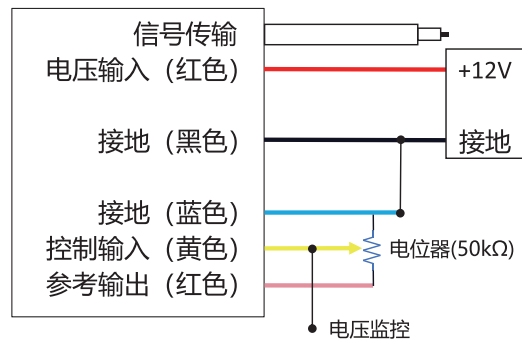 信号传输
电压输入（红色）
+12V
接地（黑色）
接地
接地（蓝色）
控制输入（黄色）
电位器(50kΩ)
参考输出（红色）
电压监控